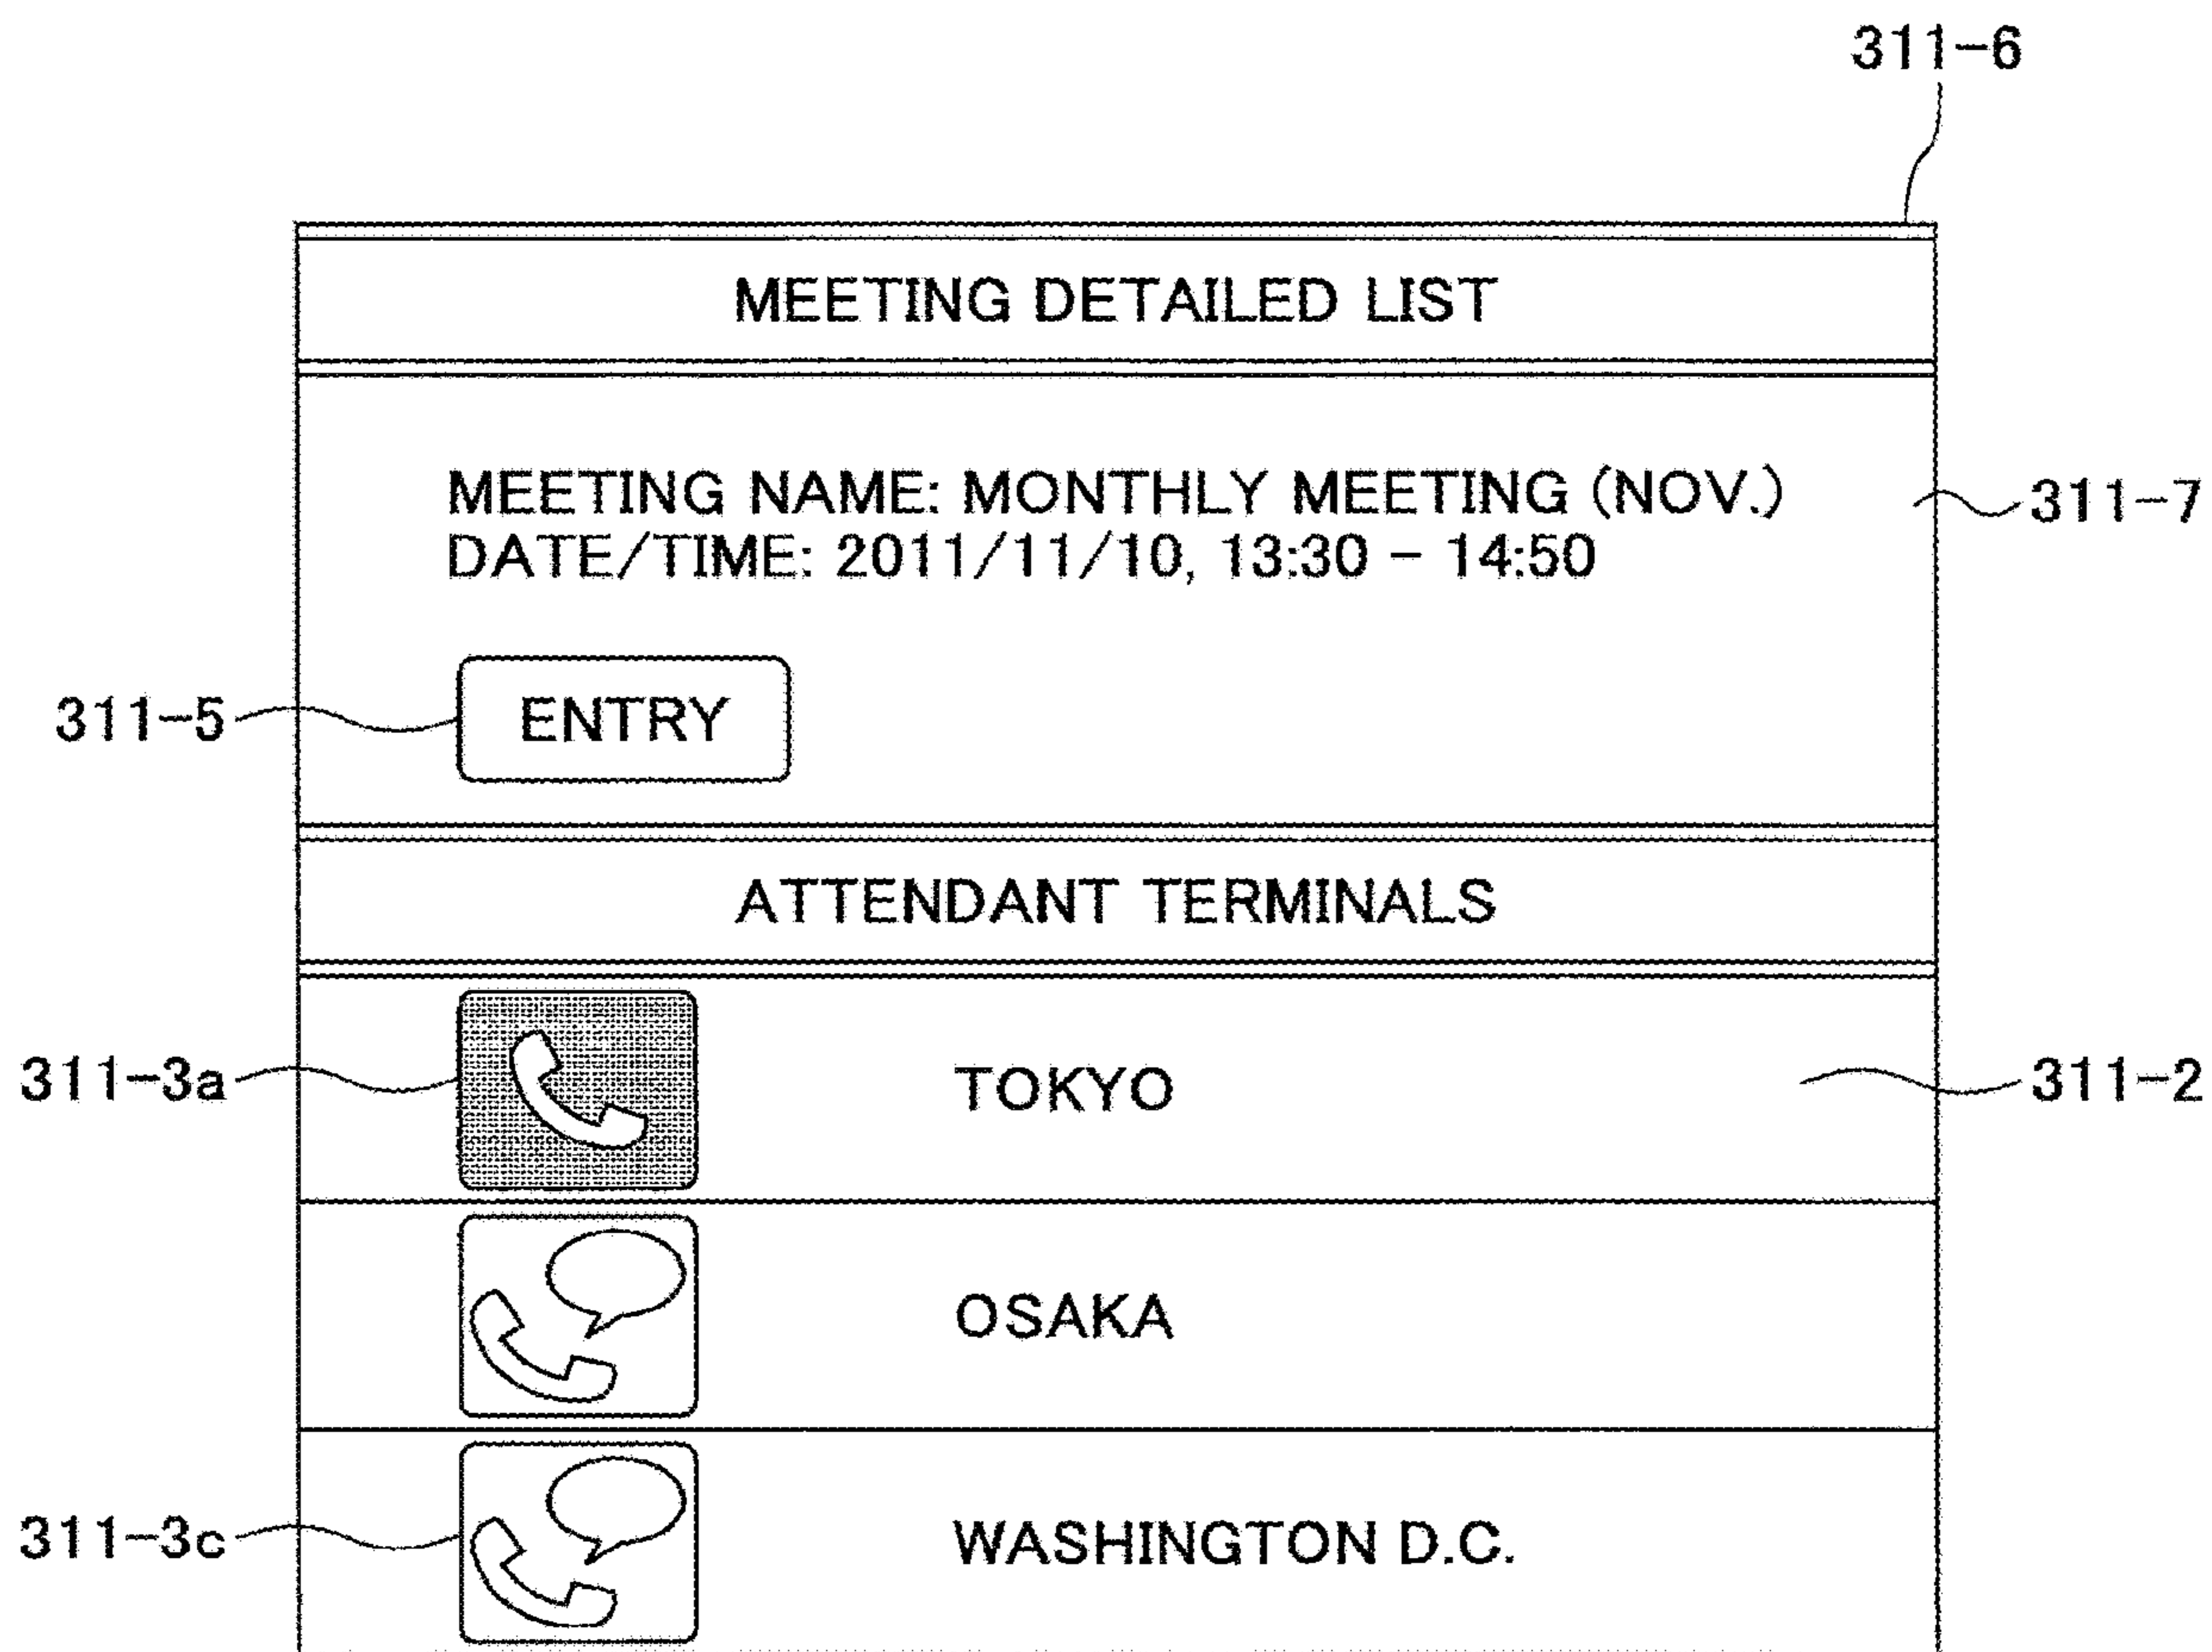 311-6
MEETING DETAILED LIST
MEETING NAME: MONTHLY MEETING (NOV.)
311-7
DATE/TIME: 2011/11/10, 13:30 - 14:50
311-5
ENTRY
ATTENDANT TERMINALS
311-3a
TOKYO
311-2
OSAKA
311-3c
WASHINGTON D.C.